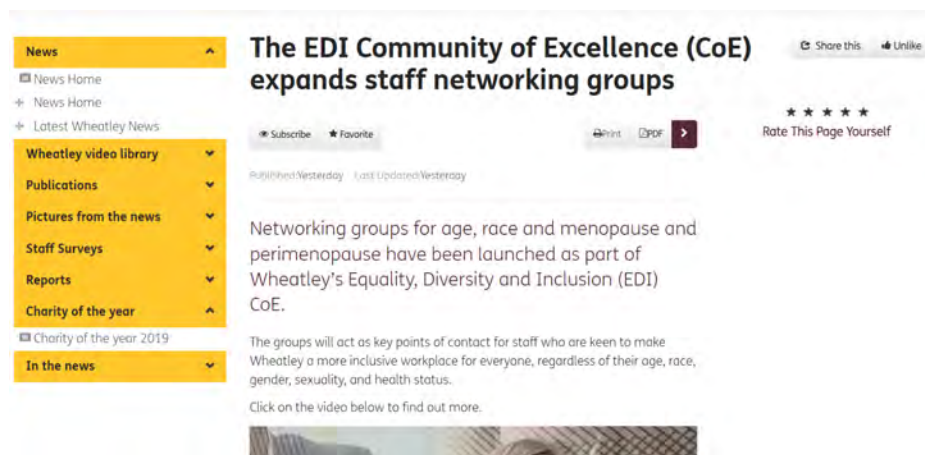 News
News Home
News Home
Latest Wheatley News
Wheatley video library
Publications
Pictures from the news
Staff Surveys
Reports
Charity of the year
Charity of the year 2019
In the news
The EDI Community of Excellence (CoE)
expands staff networking groups
Subscribe Favorite
Print PDF
Published:Yesterday Last Updated:Yesterday
Networking groups for age, race and menopause and
perimenopause have been launched as part of
Wheatley's Equality, Diversity and Inclusion (EDI)
CoE.
The groups will act as key points of contact for staff who are keen to make
Wheatley a more inclusive workplace for everyone, regardless of their age, race,
gender, sexuality, and health status.
Click on the video below to find out more.
Share this Unlike
Rate This Page Yourself